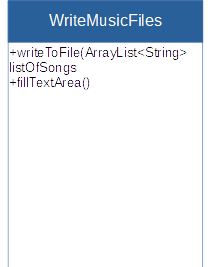 WriteMusicFiles
+writeToFile(ArrayList<String>
listOfSongs
+fillTextArea()